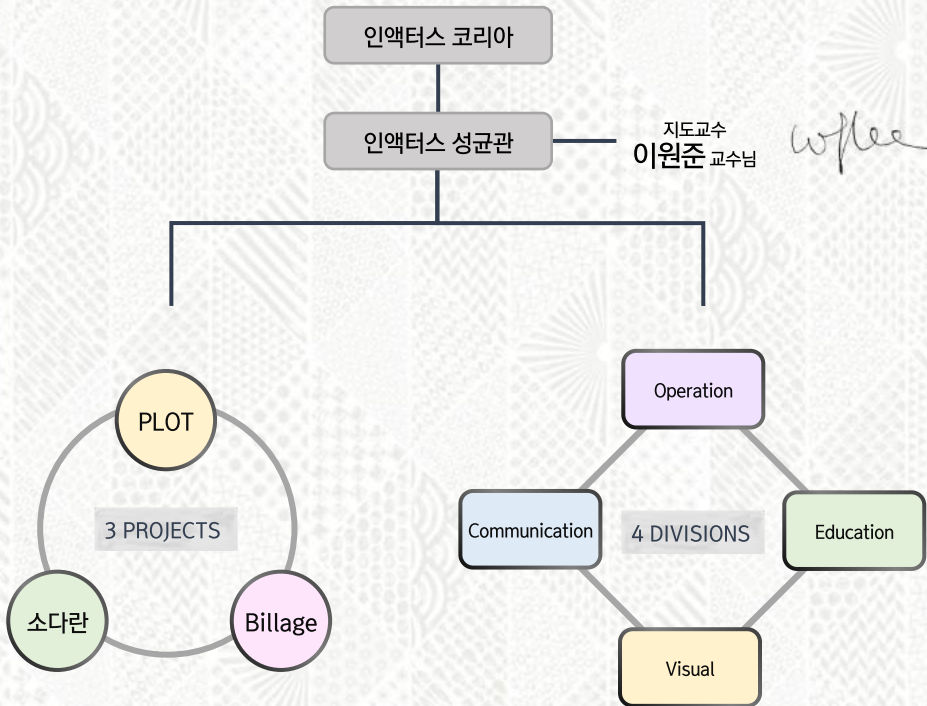 인액터스 코리아
인액터스 성균관
지도교수
이원준 교수님
PLOT
3 PROJECTS
소다란
Billage
Operation
Communication
4 DIVISIONS
Education
Visual